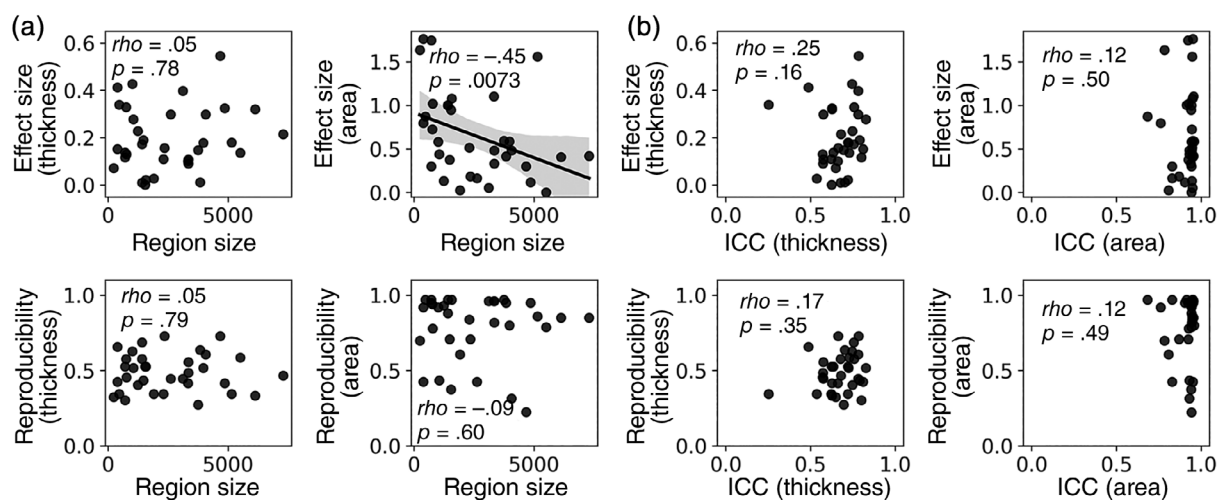 (a)
Effect size
(thickness)
0.6
0.4
0.2
0.0
rho = .05
p = .78
0
5000
Region size
Effect size
(area)
1.5
1.0
0.5
0.0
rho = −.45
p = .0073
0
5000
Region size
(b)
Effect size
(thickness)
0.6
0.4
0.2
0.0
rho = .25
p = .16
0.0
0.5
1.0
ICC (thickness)
Effect size
(area)
1.5
1.0
0.5
0.0
rho = .12
p = .50
0.0
0.5
1.0
ICC (area)
Reproducibility
(thickness)
1.0
0.5
0.0
rho = .05
p = .79
0
5000
Region size
Reproducibility
(area)
1.0
0.5
0.0
rho = −.09
p = .60
0
5000
Region size
Reproducibility
(thickness)
1.0
0.5
0.0
rho = .17
p = .35
0.0
0.5
1.0
ICC (thickness)
Reproducibility
(area)
1.0
0.5
0.0
rho = .12
p = .49
0.0
0.5
1.0
ICC (area)